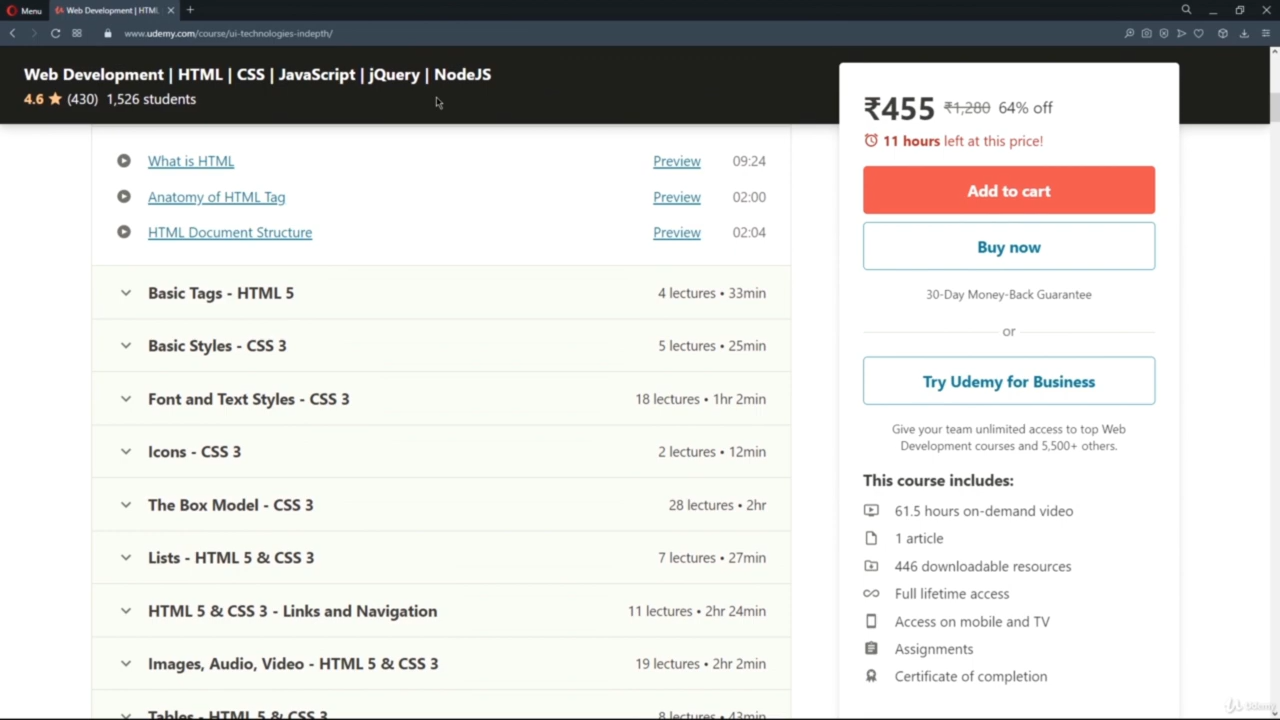 Menu
Web Development | HTML
www.udemy.com/course/ui-technologies-indepth/
Web Development | HTML | CSS | JavaScript | jQuery | NodeJS
4.6 ★ (430) 1,526 students
What is HTML Preview 09:24
Anatomy of HTML Tag Preview 02:00
HTML Document Structure Preview 02:04
Basic Tags - HTML 5 4 lectures • 33min
Basic Styles - CSS 3 5 lectures • 25min
Font and Text Styles - CSS 3 18 lectures • 1hr 2min
Icons - CSS 3 2 lectures • 12min
The Box Model - CSS 3 28 lectures • 2hr
Lists - HTML 5 & CSS 3 7 lectures • 27min
HTML 5 & CSS 3 - Links and Navigation 11 lectures • 2hr 24min
Images, Audio, Video - HTML 5 & CSS 3 19 lectures • 2hr 2min
Tables - HTML 5 & CSS 3 8 lectures • 43min
₹455 ₹1,280 64% off
11 hours left at this price!
Add to cart
Buy now
30-Day Money-Back Guarantee
or
Try Udemy for Business
Give your team unlimited access to top Web
Development courses and 5,500+ others.
This course includes:
61.5 hours on-demand video
1 article
446 downloadable resources
Full lifetime access
Access on mobile and TV
Assignments
Certificate of completion
Udemy